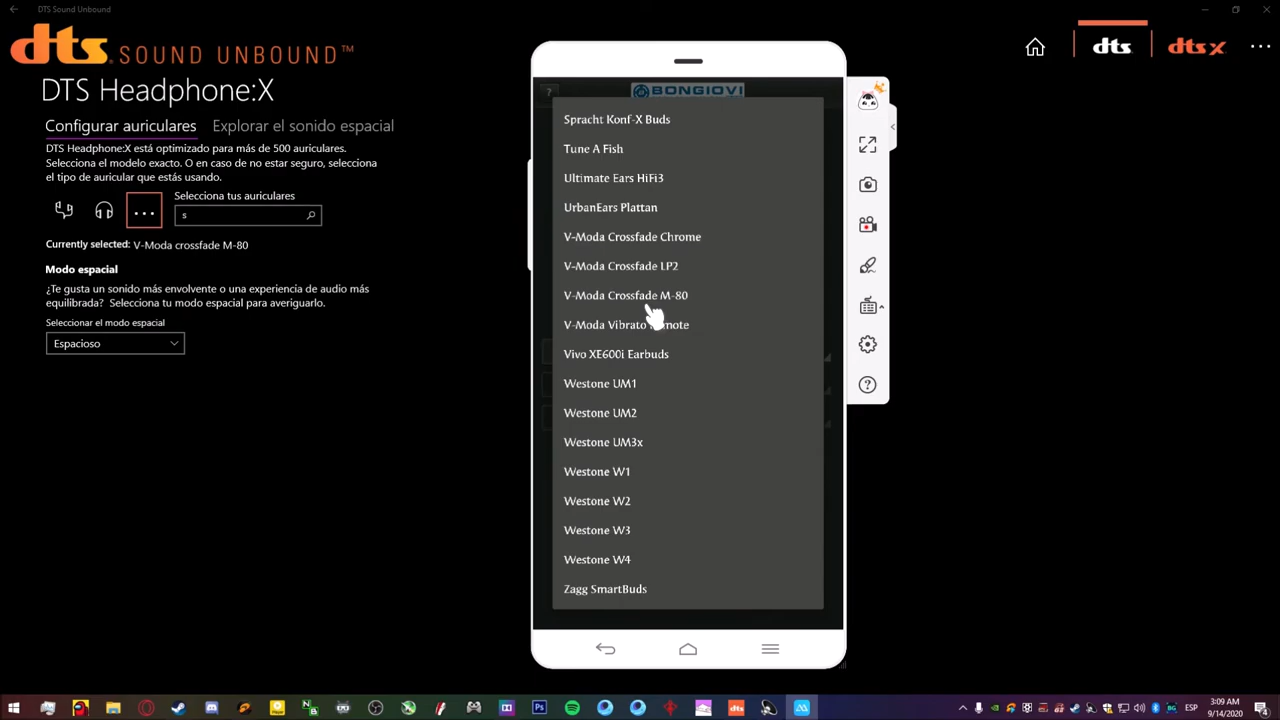 DTS Sound Unbound
dts SOUND UNBOUND™
dts
dts x
DTS Headphone:X
Configurar auriculares
Explorar el sonido espacial
DTS Headphone:X está optimizado para más de 500 auriculares.
Selecciona el modelo exacto. O en caso de no estar seguro, selecciona
el tipo de auricular que estás usando.
Selecciona tus auriculares
s
Currently selected: V-Moda crossfade M-80
Modo espacial
¿Te gusta un sonido más envolvente o una experiencia de audio más
equilibrada? Selecciona tu modo espacial para averiguarlo.
Seleccionar el modo espacial
Espacioso
?
BONGIOVI
Spracht Konf-X Buds
Tune A Fish
Ultimate Ears HiFi3
UrbanEars Plattan
V-Moda Crossfade Chrome
V-Moda Crossfade LP2
V-Moda Crossfade M-80
V-Moda Vibrato Remote
Vivo XE600i Earbuds
Westone UM1
Westone UM2
Westone UM3x
Westone W1
Westone W2
Westone W3
Westone W4
Zagg SmartBuds
ESP
3:09 AM
9/14/2020